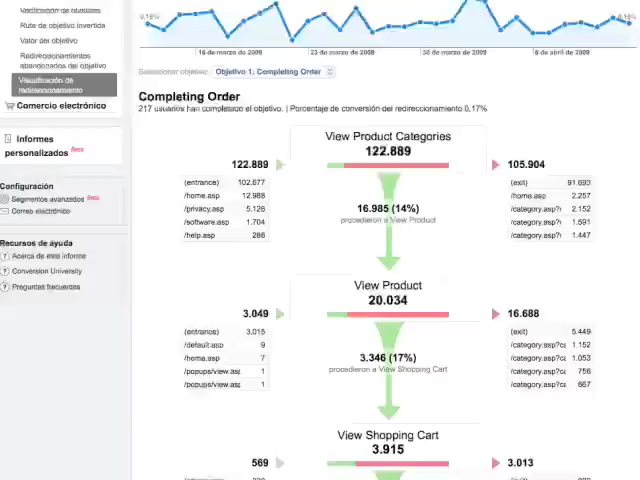 Verificación de niveles
Ruta de objetivo invertida
Valor del objetivo
Redireccionamientos
abandonados del objetivo
Visualización de
redireccionamiento
Comercio electrónico
Informes
personalizados Beta
Configuración
Segmentos avanzados Beta
Correo electrónico
Recursos de ayuda
Acerca de este informe
Conversion University
Preguntas frecuentes
0,16%
0,16%
16 de marzo de 2009
23 de marzo de 2009
30 de marzo de 2009
6 de abril de 2009
Seleccionar objetivo: Objetivo 1: Completing Order
Completing Order
217 usuarios han completado el objetivo. | Porcentaje de conversión del redireccionamiento 0,17%
View Product Categories
122.889
122.889
(entrance) 102.677
/home.asp 12.988
/privacy.asp 5.126
/software.asp 1.704
/help.asp 266
16.985 (14%)
procedieron a View Product
105.904
(exit) 91.693
/home.asp 2.257
/category.asp? 2.152
/category.asp? 1.591
/category.asp? 1.447
View Product
20.034
3.049
(entrance) 3.015
/default.asp 9
/home.asp 7
/popups/view.asp 1
/popups/view.asp 1
3.346 (17%)
procedieron a View Shopping Cart
16.688
(exit) 5.449
/category.asp?ca 1.152
/category.asp?ca 1.053
/category.asp?ca 756
/category.asp?ca 667
View Shopping Cart
3.915
569
3.013